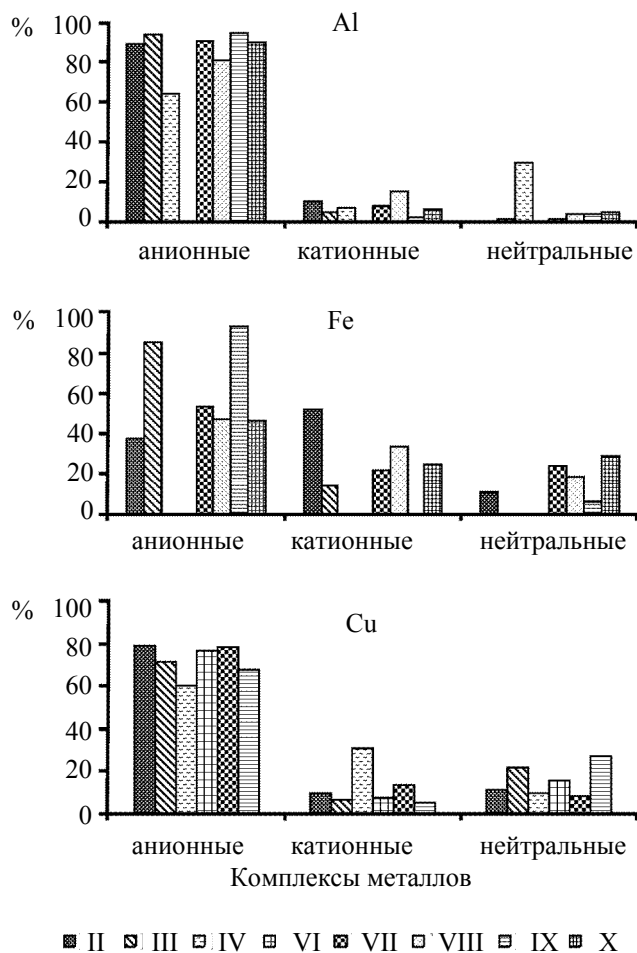 %
Al
100
80
60
40
20
0
анионные катионные нейтральные
%
Fe
100
80
60
40
20
0
анионные катионные нейтральные
%
Cu
100
80
60
40
20
0
анионные катионные нейтральные
Комплексы металлов
II III IV VI VII VIII IX X